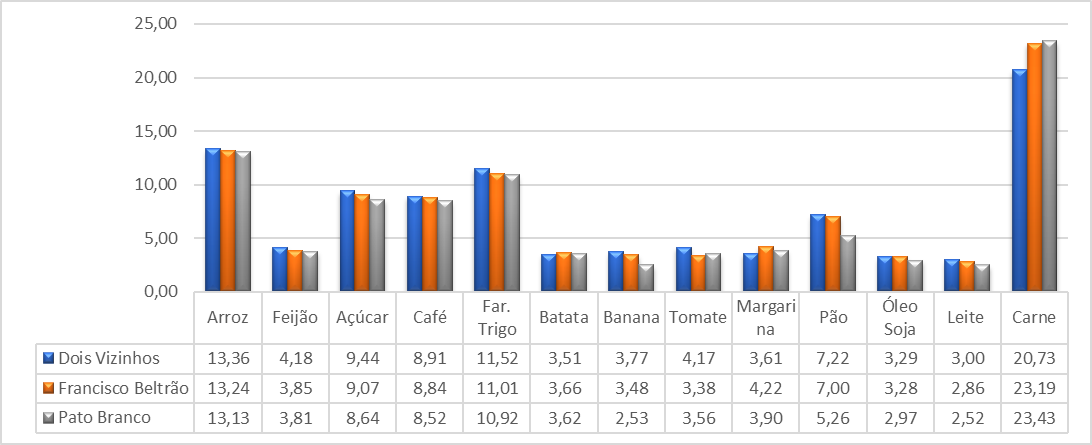 25,00
20,00
15,00
10,00
5,00
0,00
Arroz Feijão Açúcar Café Far. Trigo Batata Banana Tomate Margari na Pão Óleo Soja Leite Carne
Dois Vizinhos 13,36 4,18 9,44 8,91 11,52 3,51 3,77 4,17 3,61 7,22 3,29 3,00 20,73
Francisco Beltrão 13,24 3,85 9,07 8,84 11,01 3,66 3,48 3,38 4,22 7,00 3,28 2,86 23,19
Pato Branco 13,13 3,81 8,64 8,52 10,92 3,62 2,53 3,56 3,90 5,26 2,97 2,52 23,43